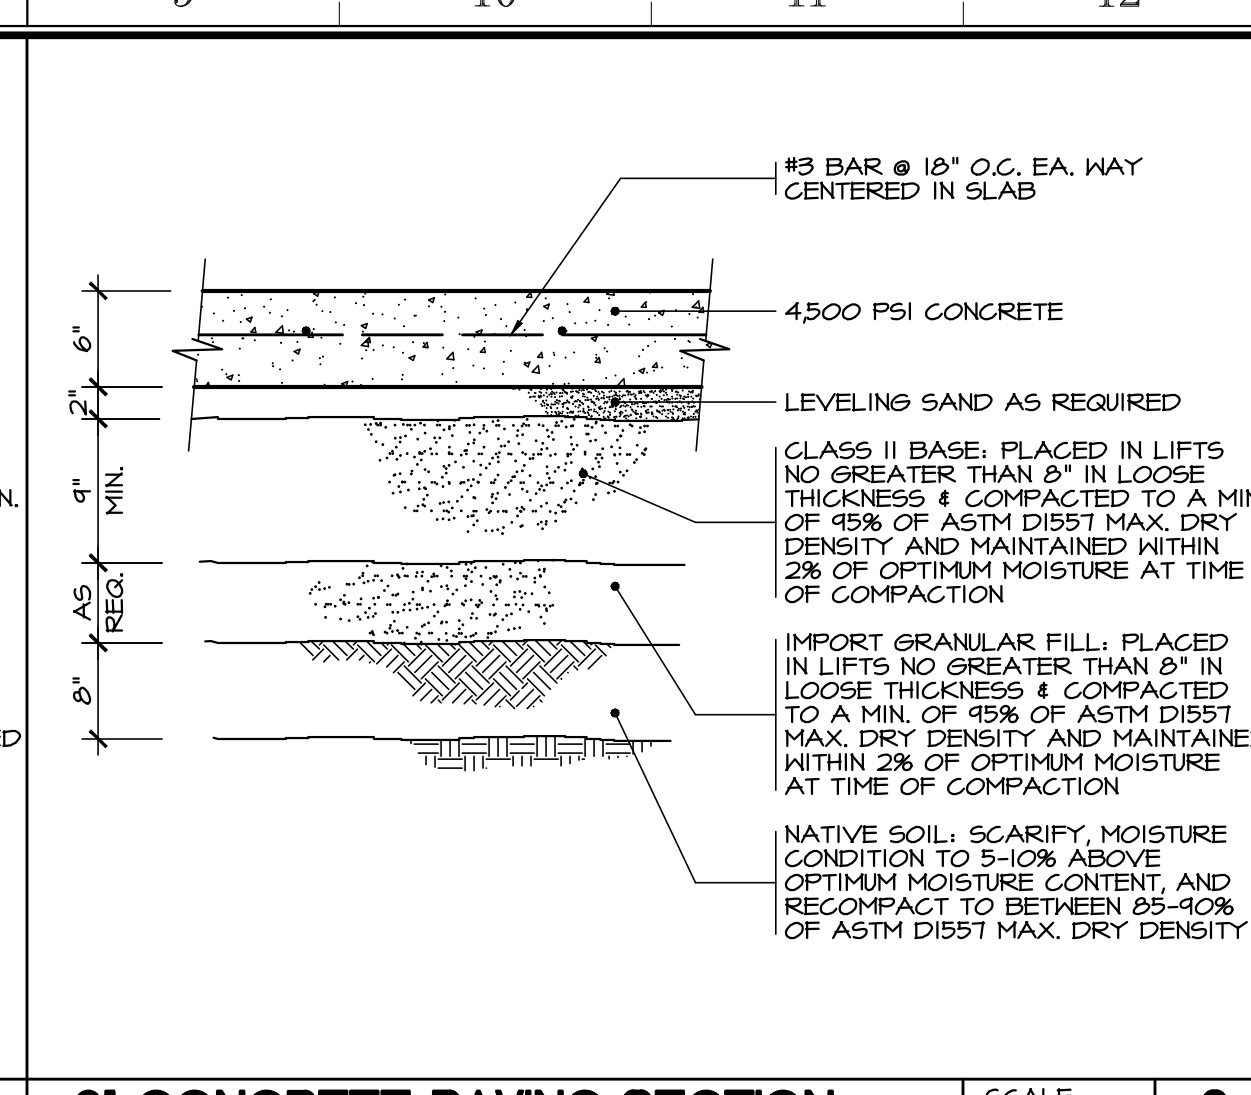 #3 BAR @ 18" O.C. EA. WAY
CENTERED IN SLAB
4,500 PSI CONCRETE
LEVELING SAND AS REQUIRED
CLASS II BASE: PLACED IN LIFTS
NO GREATER THAN 8" IN LOOSE
THICKNESS & COMPACTED TO A MIN
OF 95% OF ASTM D1557 MAX. DRY
DENSITY AND MAINTAINED WITHIN
2% OF OPTIMUM MOISTURE AT TIME
OF COMPACTION
IMPORT GRANULAR FILL: PLACED
IN LIFTS NO GREATER THAN 8" IN
LOOSE THICKNESS & COMPACTED
TO A MIN. OF 95% OF ASTM D1557
MAX. DRY DENSITY AND MAINTAINE
WITHIN 2% OF OPTIMUM MOISTURE
AT TIME OF COMPACTION
NATIVE SOIL: SCARIFY, MOISTURE
CONDITION TO 5-10% ABOVE
OPTIMUM MOISTURE CONTENT, AND
RECOMPACT TO BETWEEN 85-90%
OF ASTM D1557 MAX. DRY DENSITY
6"
2"
9"
MIN.
AS
REQ.
8"
N.
ED
CONCRETE PAVING SECTION
SCALE